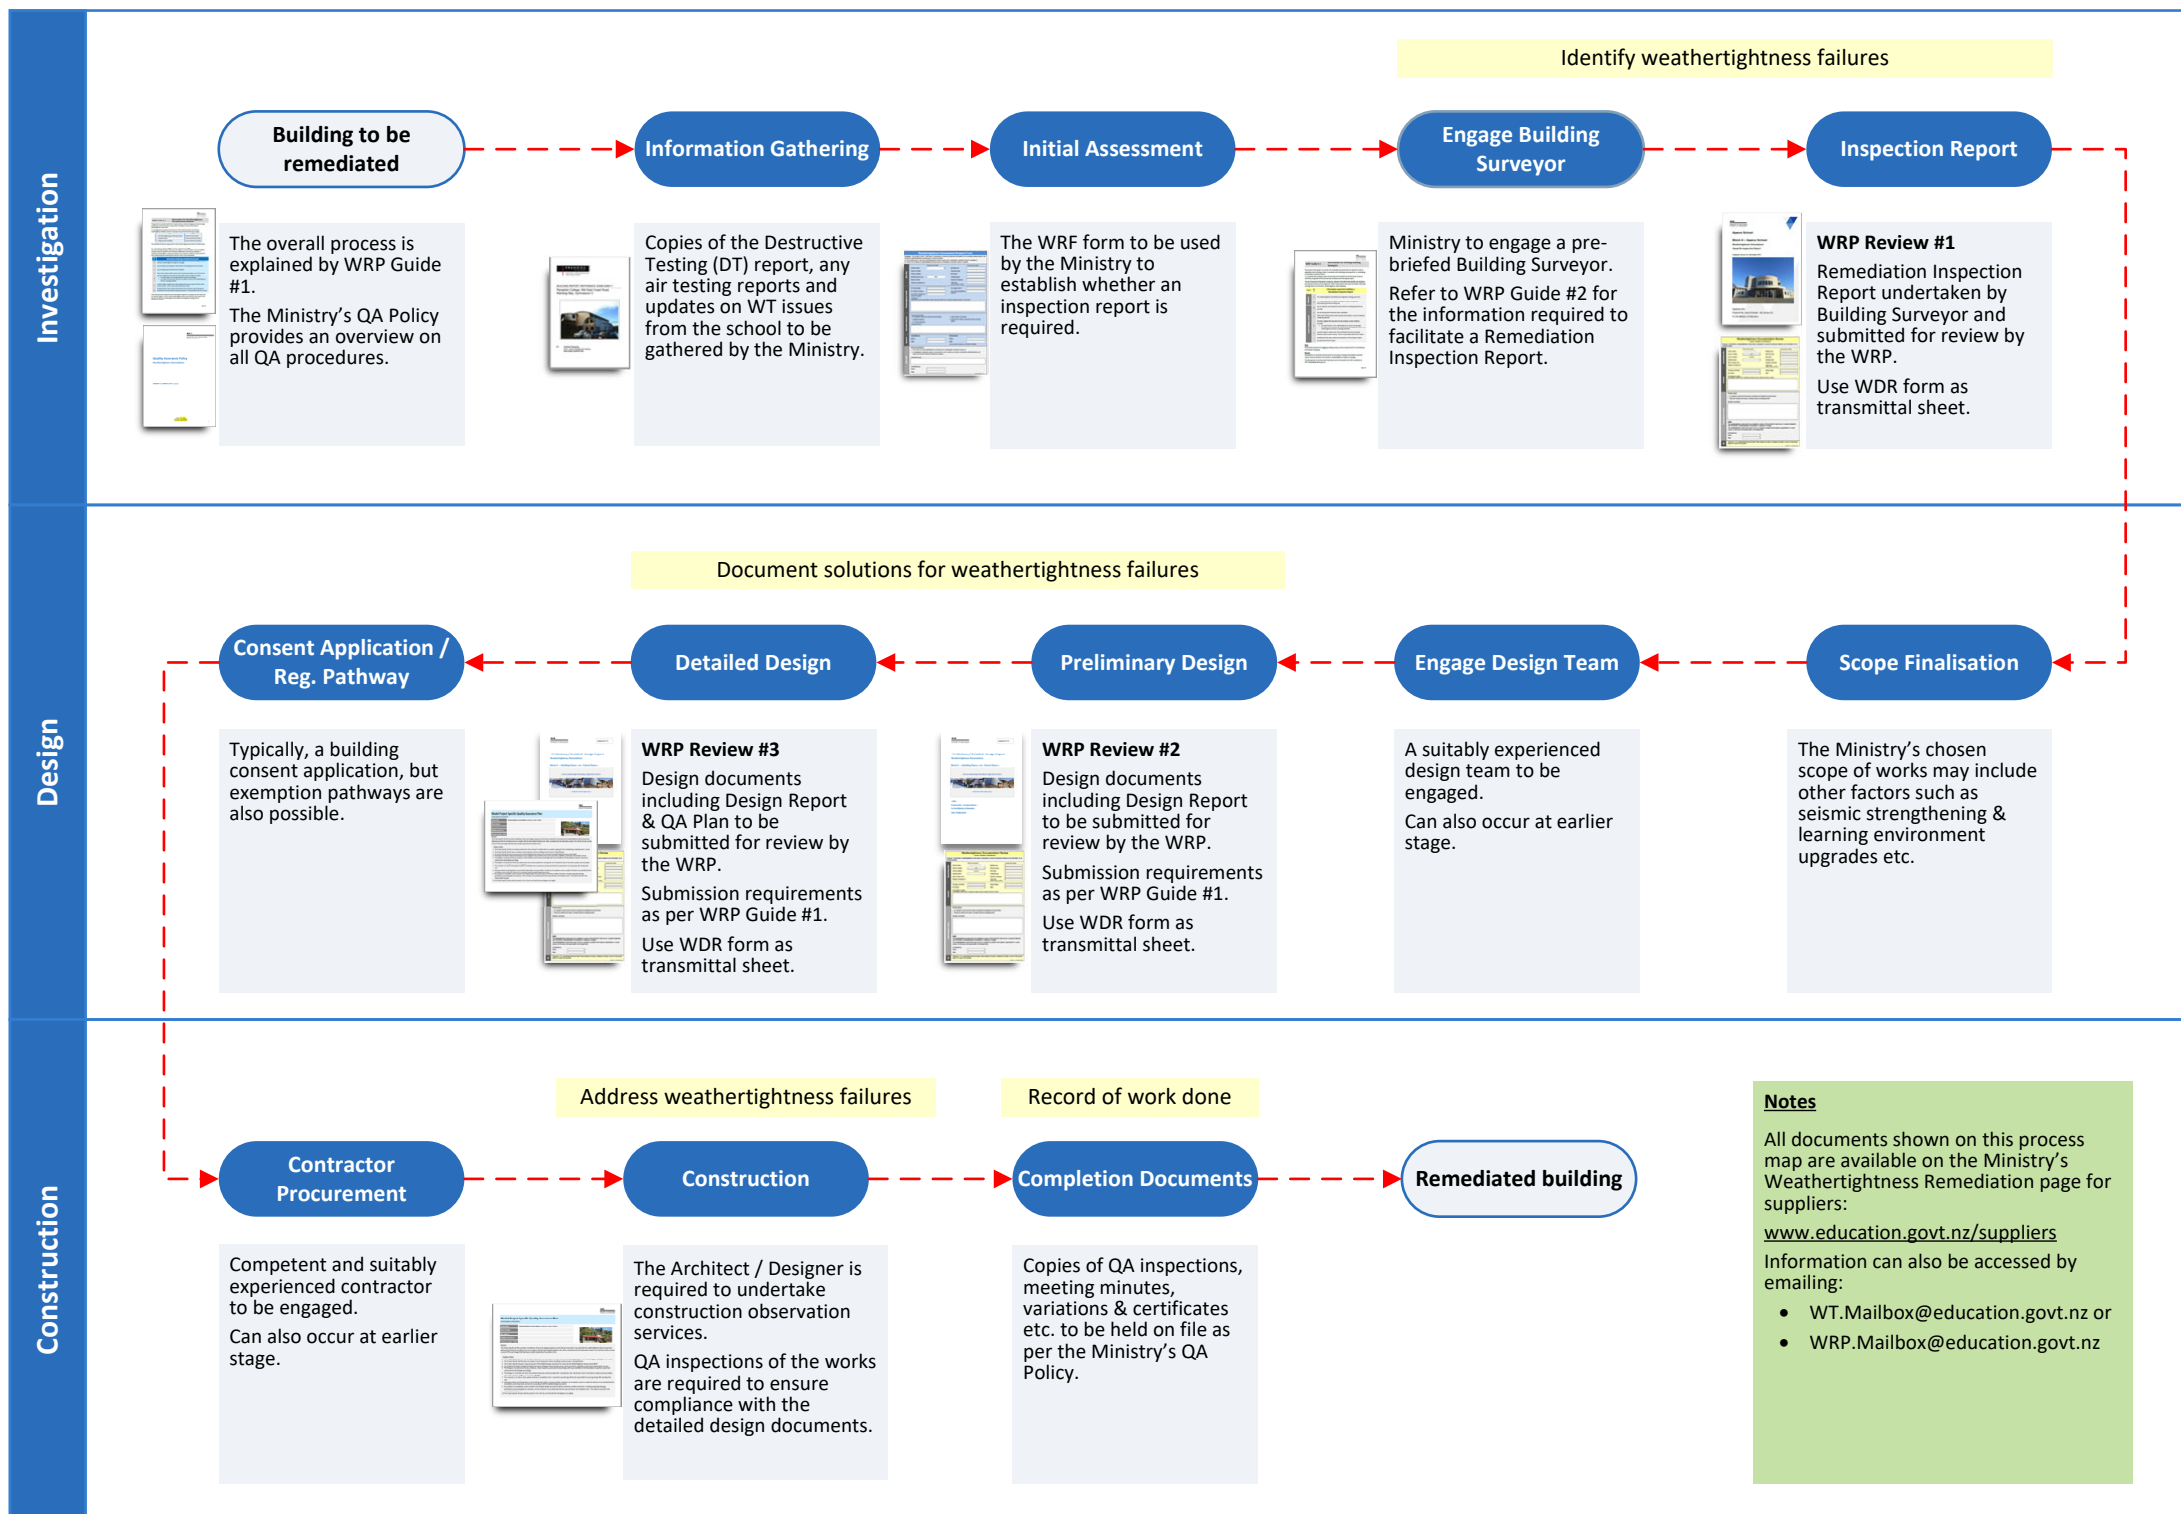 Investigation
Identify weathertightness failures
Building to be
remediated
Information Gathering
Initial Assessment
Engage Building
Surveyor
Inspection Report
The overall process is
explained by WRP Guide
#1.
The Ministry’s QA Policy
provides an overview on
all QA procedures.
Copies of the Destructive
Testing (DT) report, any
air testing reports and
updates on WT issues
from the school to be
gathered by the Ministry.
The WRF form to be used
by the Ministry to
establish whether an
inspection report is
required.
Ministry to engage a pre-
briefed Building Surveyor.
Refer to WRP Guide #2 for
the information required to
facilitate a Remediation
Inspection Report.
WRP Review #1
Remediation Inspection
Report undertaken by
Building Surveyor and
submitted for review by
the WRP.
Use WDR form as
transmittal sheet.
Design
Document solutions for weathertightness failures
Consent Application /
Reg. Pathway
Detailed Design
Preliminary Design
Engage Design Team
Scope Finalisation
Typically, a building
consent application, but
exemption pathways are
also possible.
WRP Review #3
Design documents
including Design Report
& QA Plan to be
submitted for review by
the WRP.
Submission requirements
as per WRP Guide #1.
Use WDR form as
transmittal sheet.
WRP Review #2
Design documents
including Design Report
to be submitted for
review by the WRP.
Submission requirements
as per WRP Guide #1.
Use WDR form as
transmittal sheet.
A suitably experienced
design team to be
engaged.
Can also occur at earlier
stage.
The Ministry’s chosen
scope of works may include
other factors such as
seismic strengthening &
learning environment
upgrades etc.
Construction
Address weathertightness failures
Record of work done
Contractor
Procurement
Construction
Completion Documents
Remediated building
Competent and suitably
experienced contractor
to be engaged.
Can also occur at earlier
stage.
The Architect / Designer is
required to undertake
construction observation
services.
QA inspections of the works
are required to ensure
compliance with the
detailed design documents.
Copies of QA inspections,
meeting minutes,
variations & certificates
etc. to be held on file as
per the Ministry’s QA
Policy.
Notes
All documents shown on this process
map are available on the Ministry’s
Weathertightness Remediation page for
suppliers:
www.education.govt.nz/suppliers
Information can also be accessed by
emailing:
• WT.Mailbox@education.govt.nz or
• WRP.Mailbox@education.govt.nz